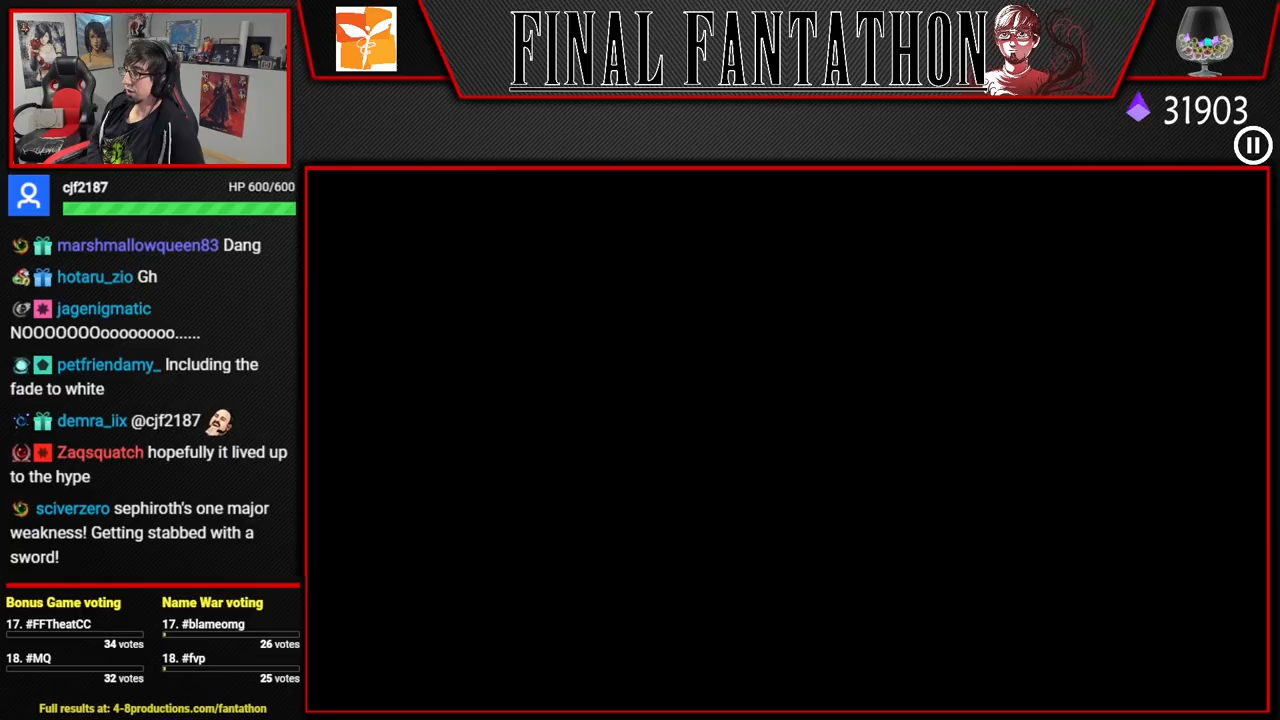 FINAL FANTATHON
31903
cjf2187 HP 600/600
marshmallowqueen83 Dang
hotaru_zio Gh
jagenigmatic
NOOOOOOOoooooooo......
petfriendamy_ Including the
fade to white
demra_iix @cjf2187
Zaqsquatch hopefully it lived up
to the hype
sciverzero sephiroth's one major
weakness! Getting stabbed with a
sword!
Bonus Game voting
17. #FFTheatCC
34 votes
18. #MQ
32 votes
Name War voting
17. #blameomg
26 votes
18. #fvp
25 votes
Full results at: 4-8productions.com/fantathon